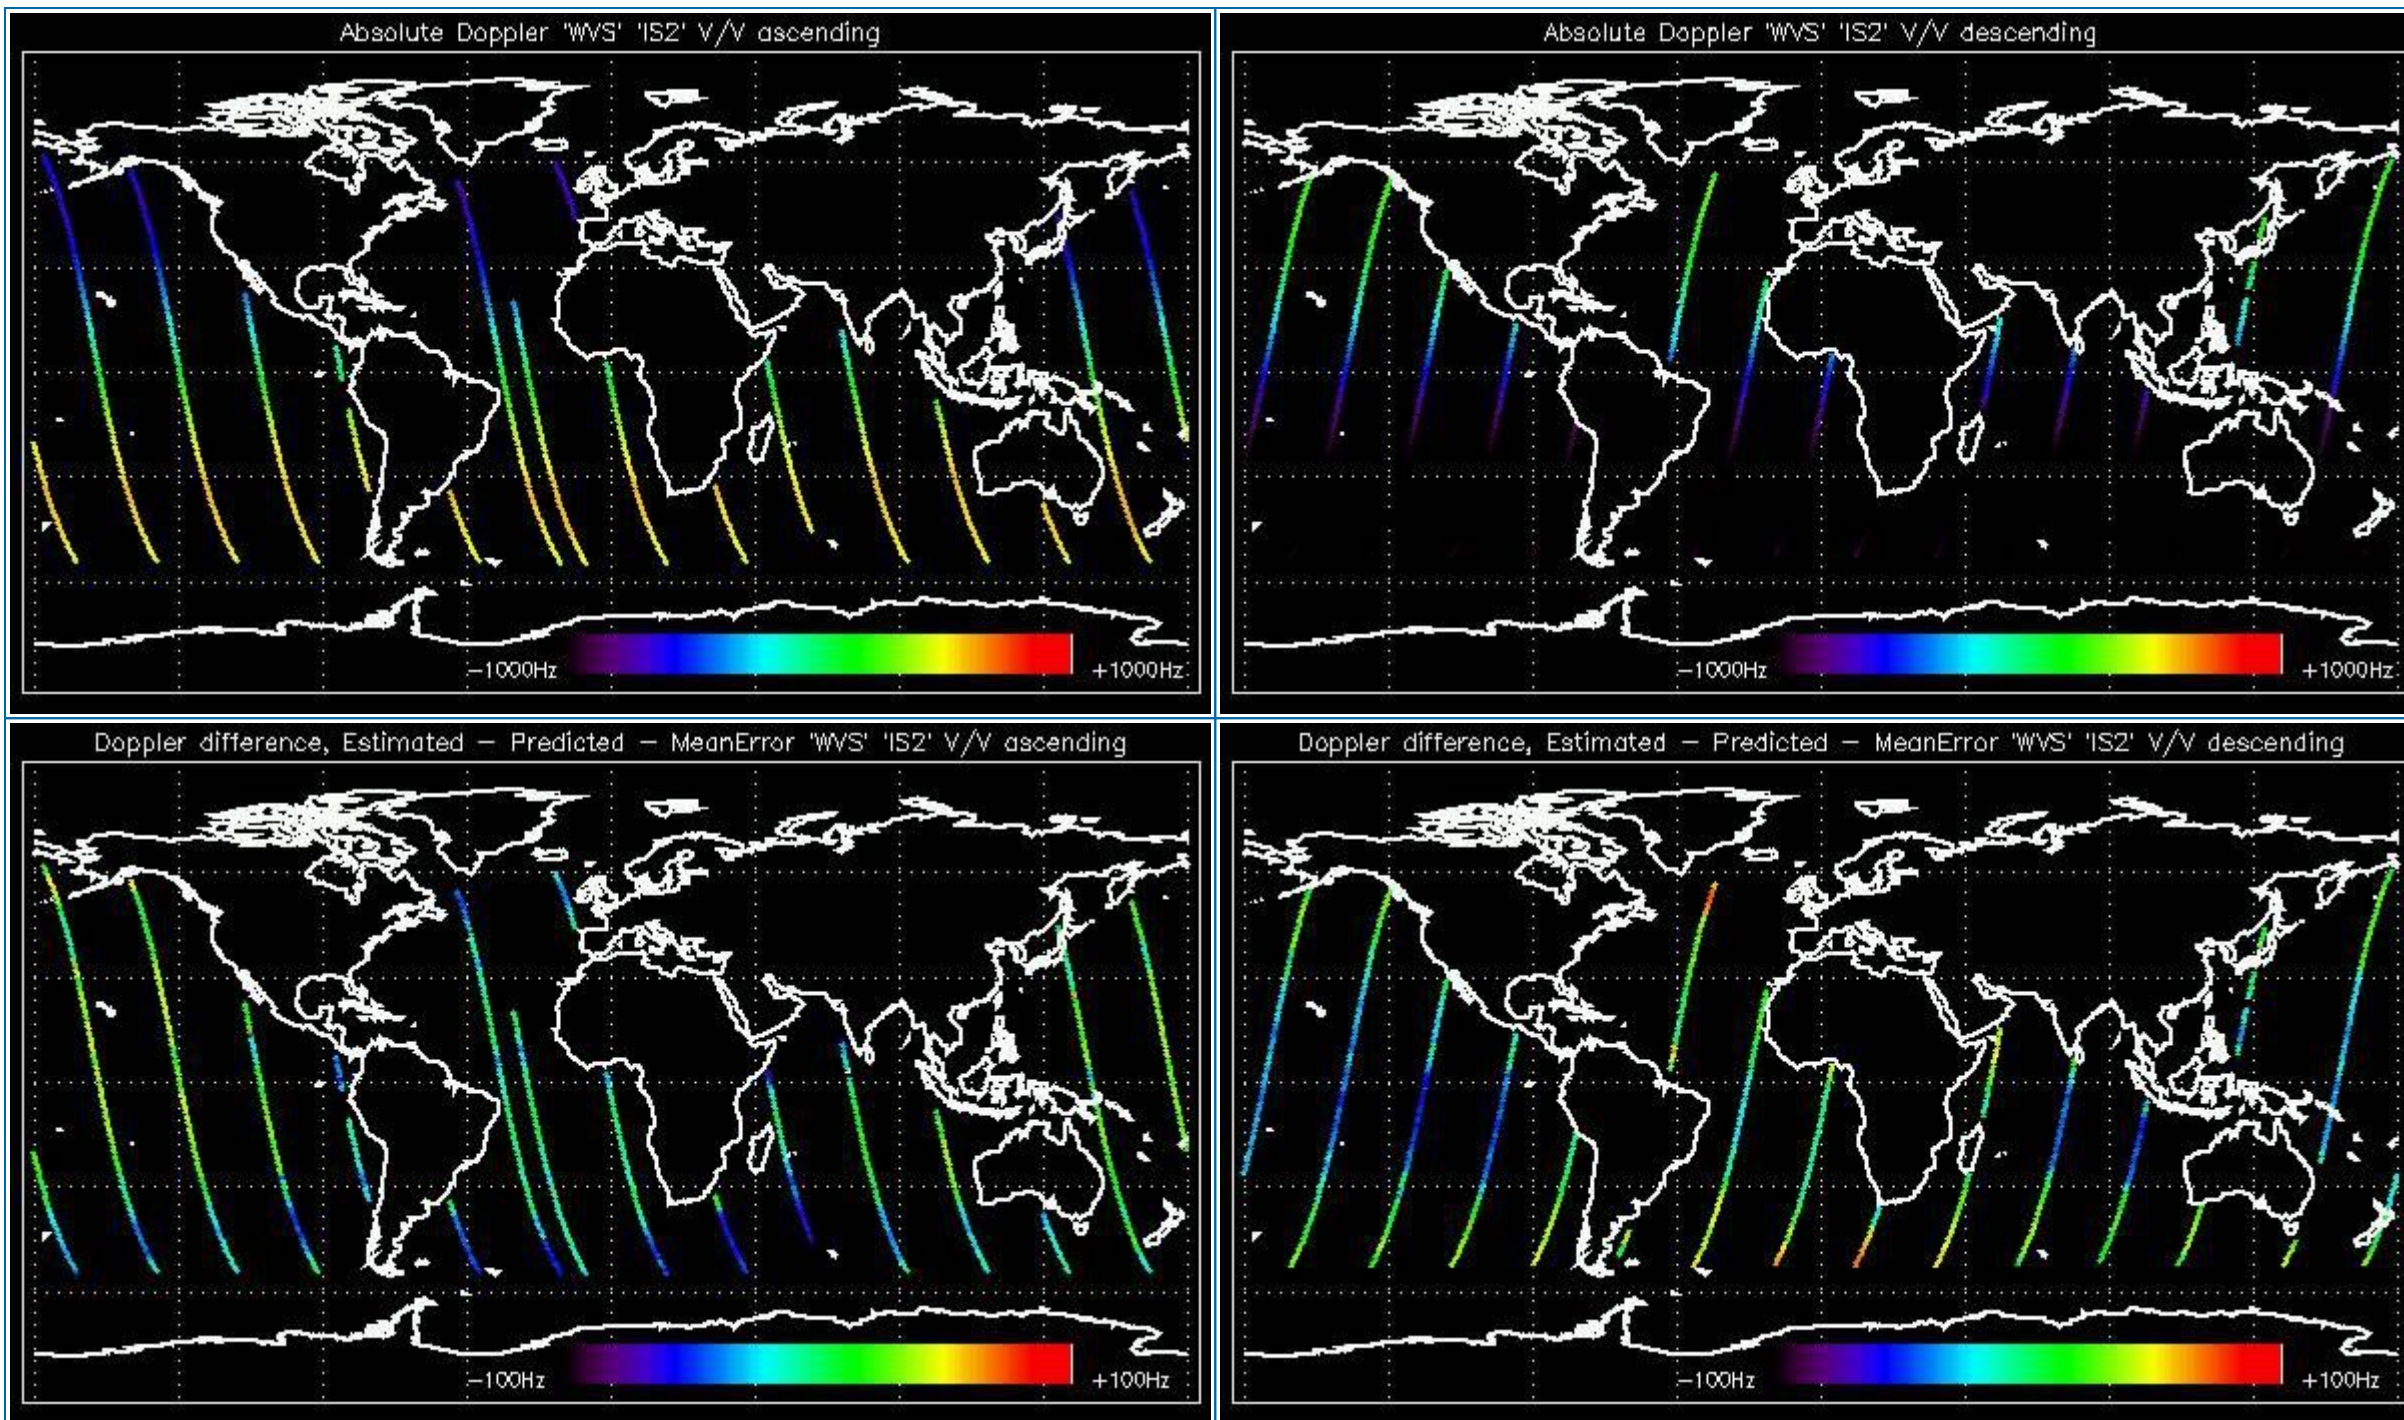 Absolute Doppler 'WVS' 'IS2' V/V ascending
−1000Hz
+1000Hz
Absolute Doppler 'WVS' 'IS2' V/V descending
−1000Hz
+1000Hz
Doppler difference, Estimated − Predicted − MeanError 'WVS' 'IS2' V/V ascending
−100Hz
+100Hz
Doppler difference, Estimated − Predicted − MeanError 'WVS' 'IS2' V/V descending
−100Hz
+100Hz